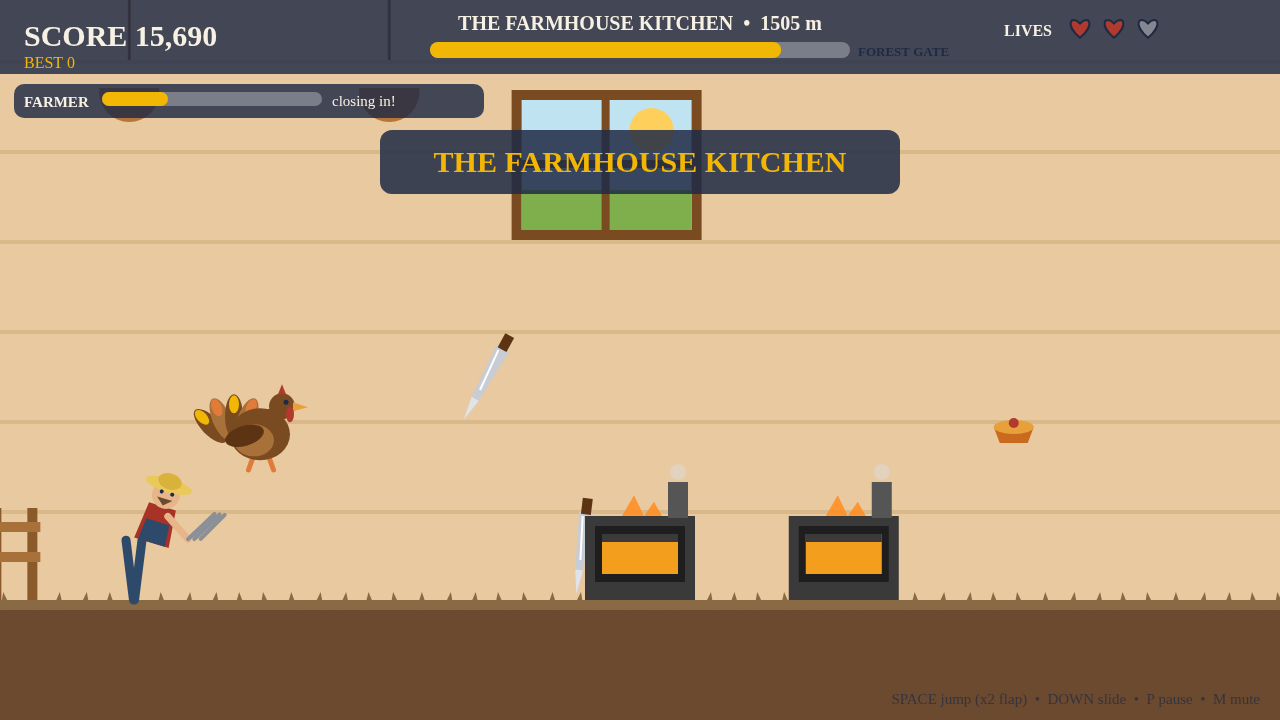 SCORE 15,690
BEST 0
THE FARMHOUSE KITCHEN • 1505 m
FOREST GATE
LIVES
FARMER closing in!
THE FARMHOUSE KITCHEN
SPACE jump (x2 flap) • DOWN slide • P pause • M mute